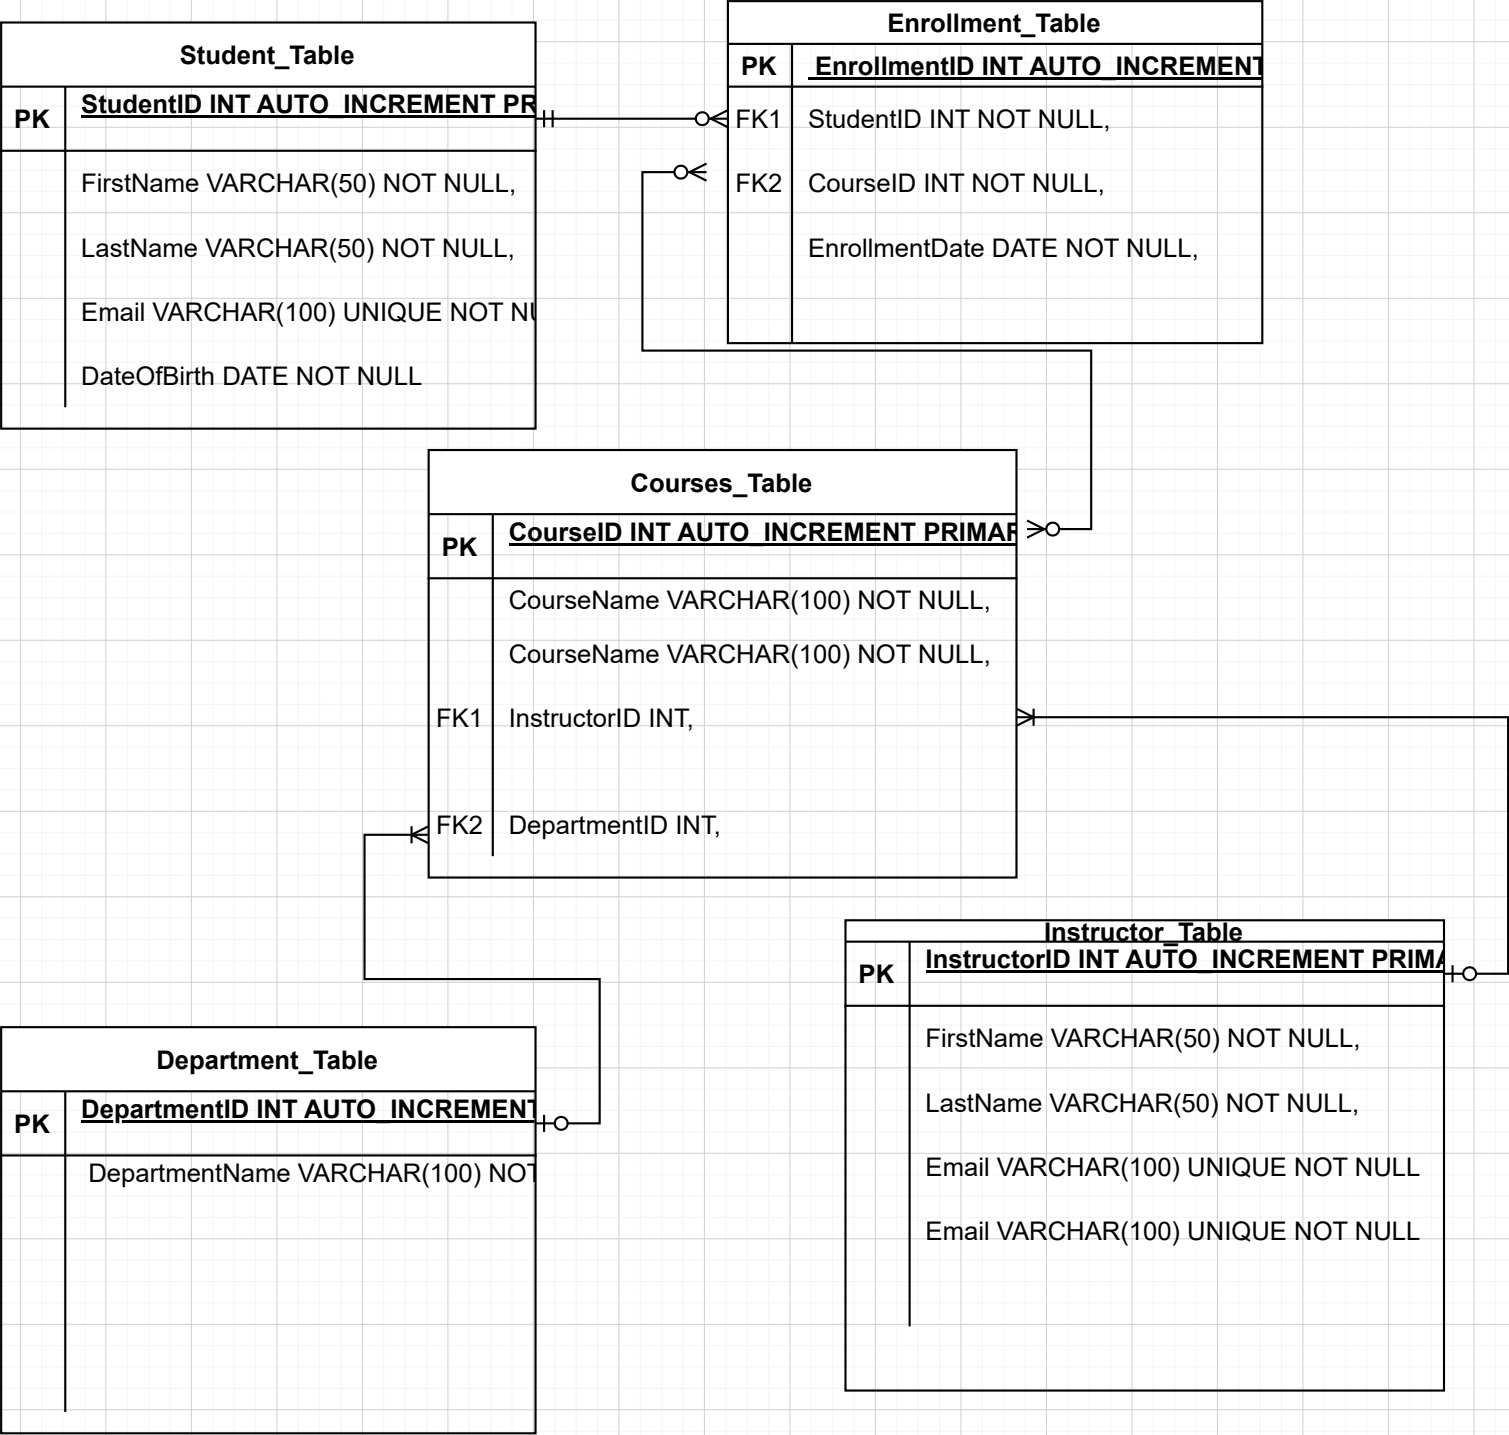 Student_Table
PK
StudentID INT AUTO_INCREMENT PR
FirstName VARCHAR(50) NOT NULL,
LastName VARCHAR(50) NOT NULL,
Email VARCHAR(100) UNIQUE NOT NU
DateOfBirth DATE NOT NULL
Enrollment_Table
PK EnrollmentID INT AUTO_INCREMENT
FK1 StudentID INT NOT NULL,
FK2 CourseID INT NOT NULL,
EnrollmentDate DATE NOT NULL,
Courses_Table
PK
CourseID INT AUTO_INCREMENT PRIMAR
CourseName VARCHAR(100) NOT NULL,
CourseName VARCHAR(100) NOT NULL,
FK1 InstructorID INT,
FK2 DepartmentID INT,
Department_Table
PK
DepartmentID INT AUTO_INCREMENT
DepartmentName VARCHAR(100) NOT
Instructor_Table
PK
InstructorID INT AUTO_INCREMENT PRIMA
FirstName VARCHAR(50) NOT NULL,
LastName VARCHAR(50) NOT NULL,
Email VARCHAR(100) UNIQUE NOT NULL
Email VARCHAR(100) UNIQUE NOT NULL